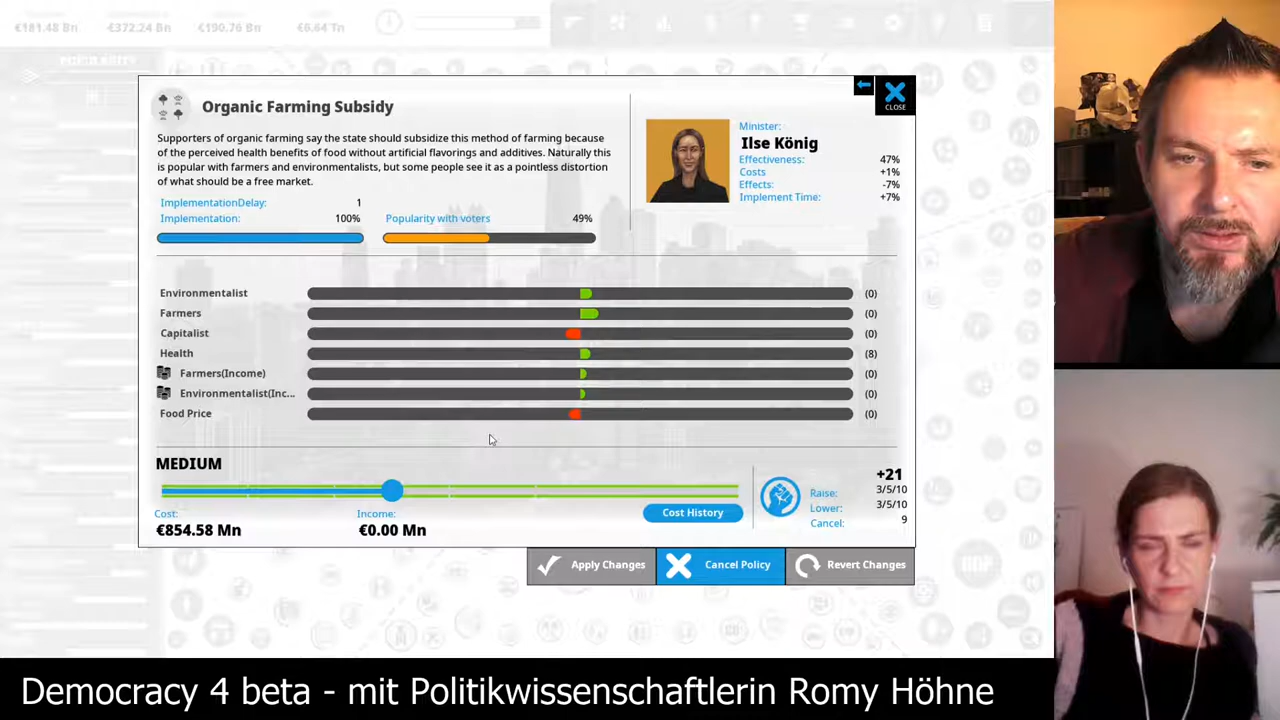 €181.48 Bn €372.24 Bn €190.76 Bn €6.64 Tn
CLOSE
Organic Farming Subsidy
Supporters of organic farming say the state should subsidize this method of farming because
of the perceived health benefits of food without artificial flavorings and additives. Naturally this
is popular with farmers and environmentalists, but some people see it as a pointless distortion
of what should be a free market.
ImplementationDelay: 1
Implementation: 100%
Popularity with voters 49%
Minister:
Ilse König
Effectiveness: 47%
Costs +1%
Effects: -7%
Implement Time: +7%
Environmentalist (0)
Farmers (0)
Capitalist (0)
Health (8)
Farmers(Income) (0)
Environmentalist(Inc... (0)
Food Price (0)
MEDIUM
Cost: Income:
€854.58 Mn €0.00 Mn
Cost History
+21
Raise: 3/5/10
Lower: 3/5/10
Cancel: 9
Apply Changes Cancel Policy Revert Changes
Democracy 4 beta - mit Politikwissenschaftlerin Romy Höhne